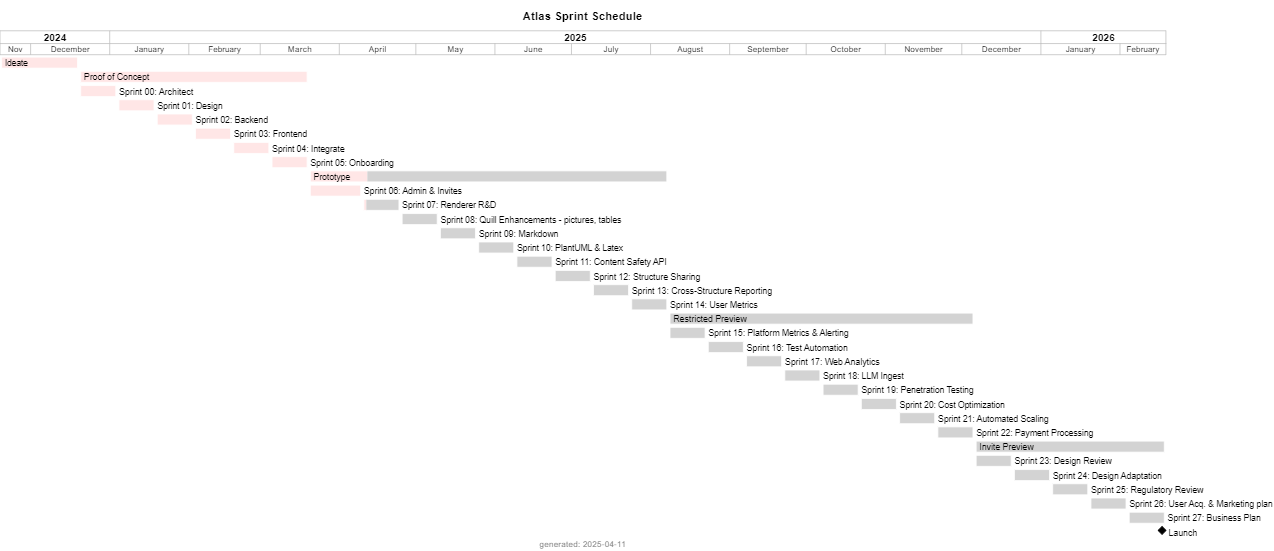 Atlas Sprint Schedule
2024 2025 2026
Nov December January February March April May June July August September October November December January February
Ideate
Proof of Concept
Sprint 00: Architect
Sprint 01: Design
Sprint 02: Backend
Sprint 03: Frontend
Sprint 04: Integrate
Sprint 05: Onboarding
Prototype
Sprint 06: Admin & Invites
Sprint 07: Renderer R&D
Sprint 08: Quill Enhancements - pictures, tables
Sprint 09: Markdown
Sprint 10: PlantUML & Latex
Sprint 11: Content Safety API
Sprint 12: Structure Sharing
Sprint 13: Cross-Structure Reporting
Sprint 14: User Metrics
Restricted Preview
Sprint 15: Platform Metrics & Alerting
Sprint 16: Test Automation
Sprint 17: Web Analytics
Sprint 18: LLM Ingest
Sprint 19: Penetration Testing
Sprint 20: Cost Optimization
Sprint 21: Automated Scaling
Sprint 22: Payment Processing
Invite Preview
Sprint 23: Design Review
Sprint 24: Design Adaptation
Sprint 25: Regulatory Review
Sprint 26: User Acq. & Marketing plan
Sprint 27: Business Plan
Launch
generated: 2025-04-11